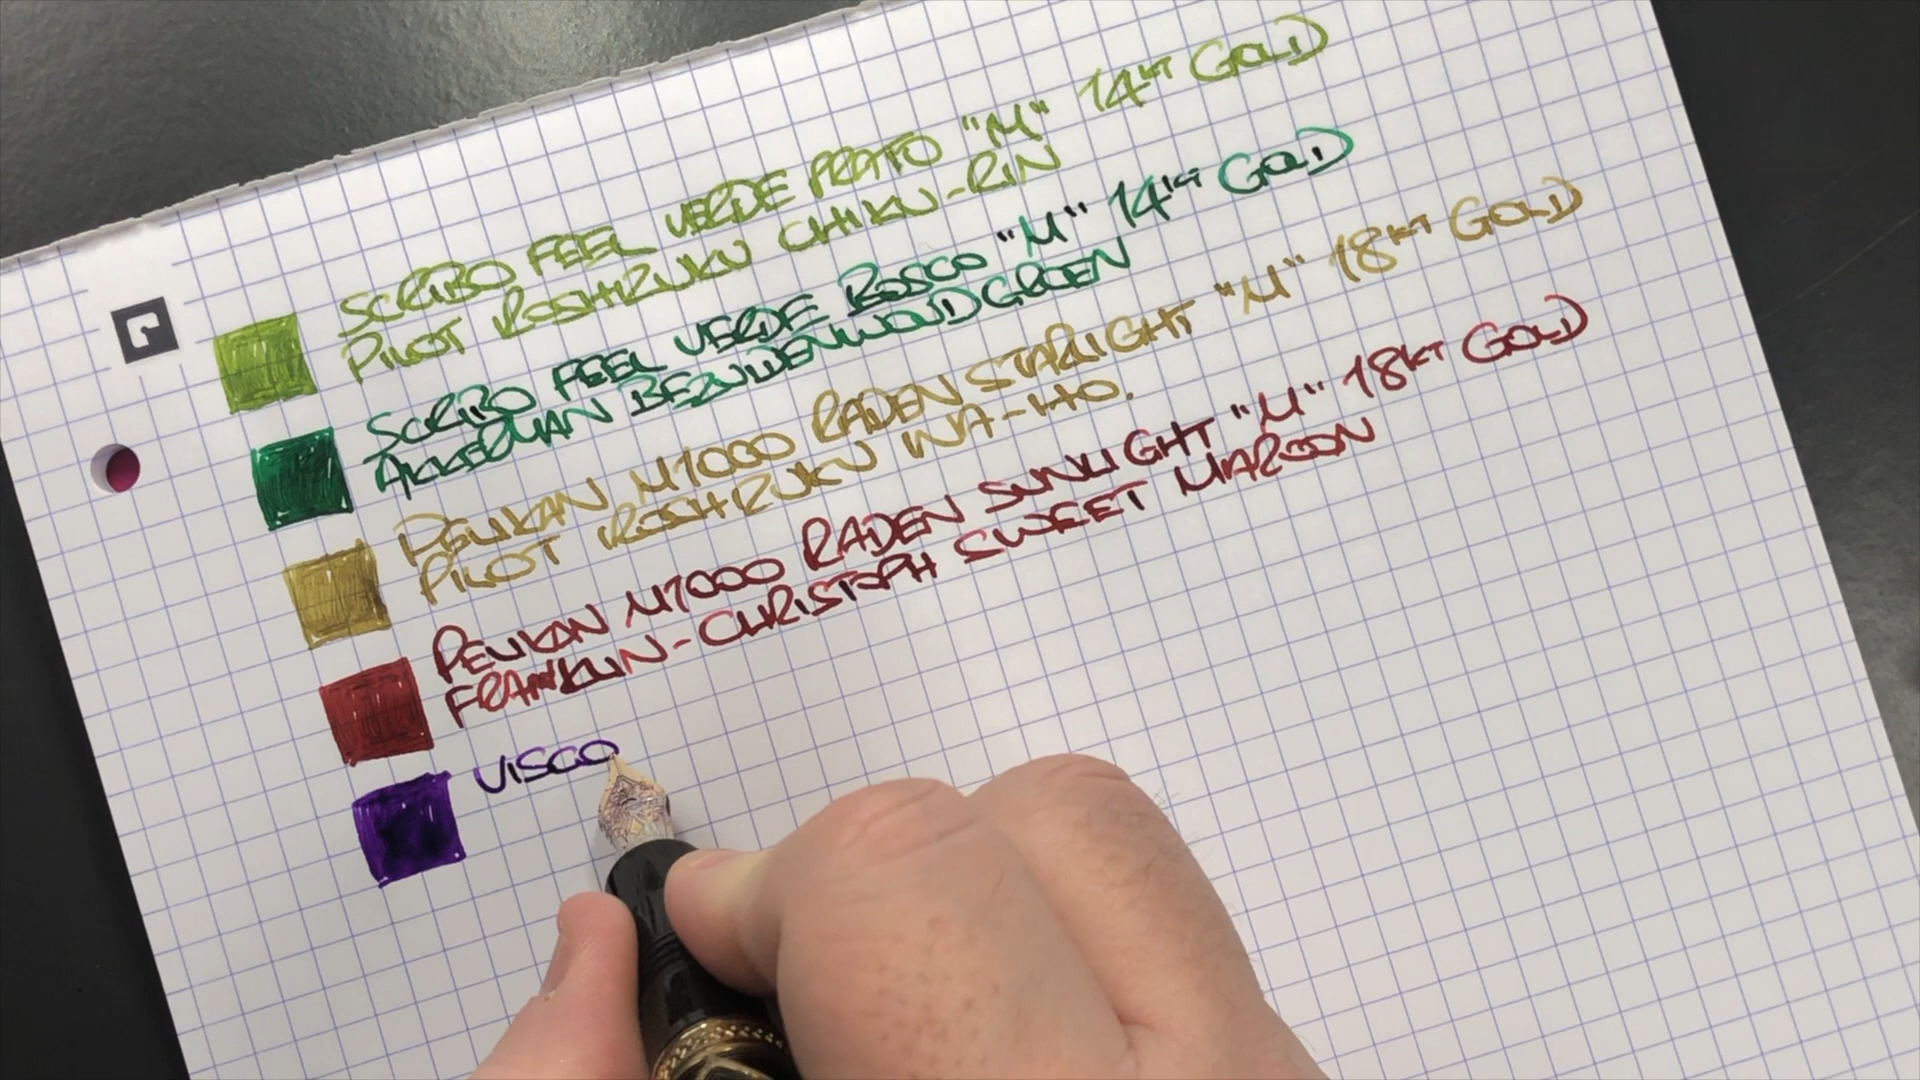 SCRIBO FEEL VERDE PRATO "M" 14KT GOLD
PILOT IROSHIZUKU CHIKU-RIN
SCRIBO FEEL VERDE BOSCO "M" 14KT GOLD
AKKERMAN BEZUIDENWOUD GROEN
PELIKAN M1000 RADEN STARLIGHT "M" 18KT GOLD
PILOT IROSHIZUKU INA-HO.
PELIKAN M1000 RADEN SUNLIGHT "M" 18KT GOLD
FRANKLIN-CHRISTOPH SWEET MAROON
VISCO